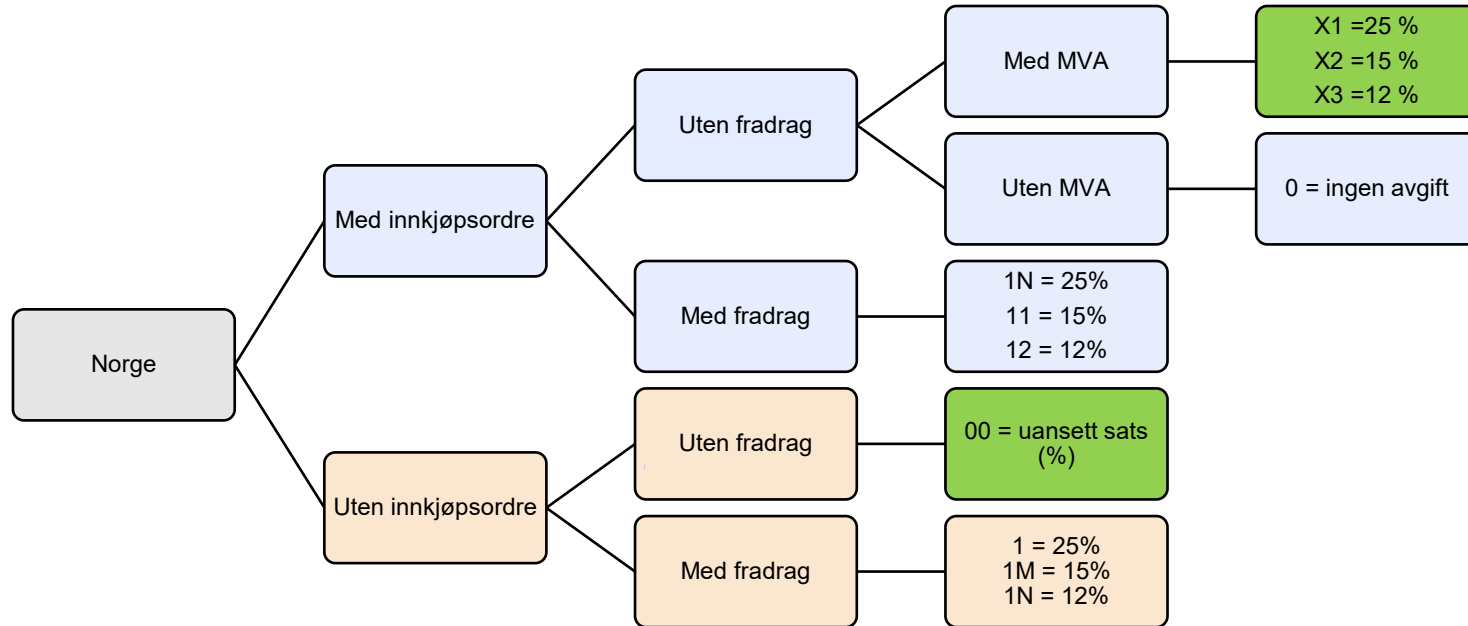 Norge
Med innkjøpsordre
Uten fradrag
Med MVA
X1 =25 %
X2 =15 %
X3 =12 %
Uten MVA
0 = ingen avgift
Med fradrag
1N = 25%
11 = 15%
12 = 12%
Uten innkjøpsordre
Uten fradrag
00 = uansett sats
(%)
Med fradrag
1 = 25%
1M = 15%
1N = 12%